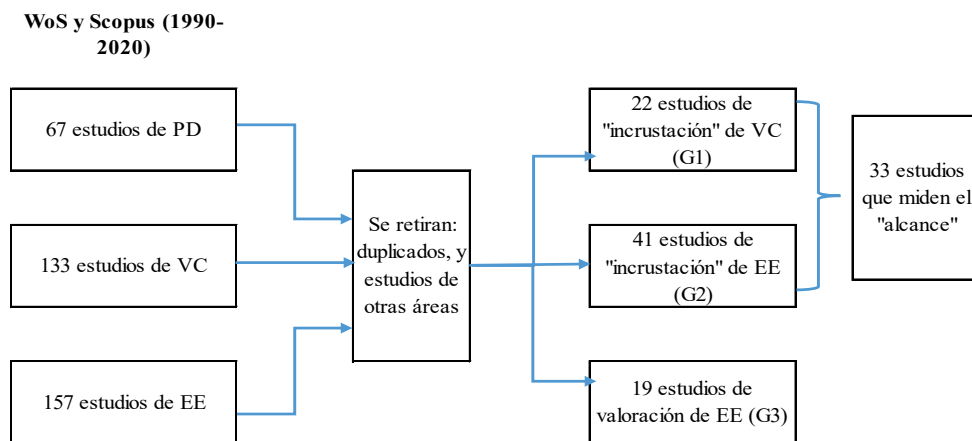 WoS y Scopus (1990-
2020)
67 estudios de PD
133 estudios de VC
157 estudios de EE
Se retiran:
duplicados, y
estudios de
otras áreas
22 estudios de
"incrustación" de VC
(G1)
41 estudios de
"incrustación" de EE
(G2)
19 estudios de
valoración de EE (G3)
33 estudios
que miden el
"alcance"